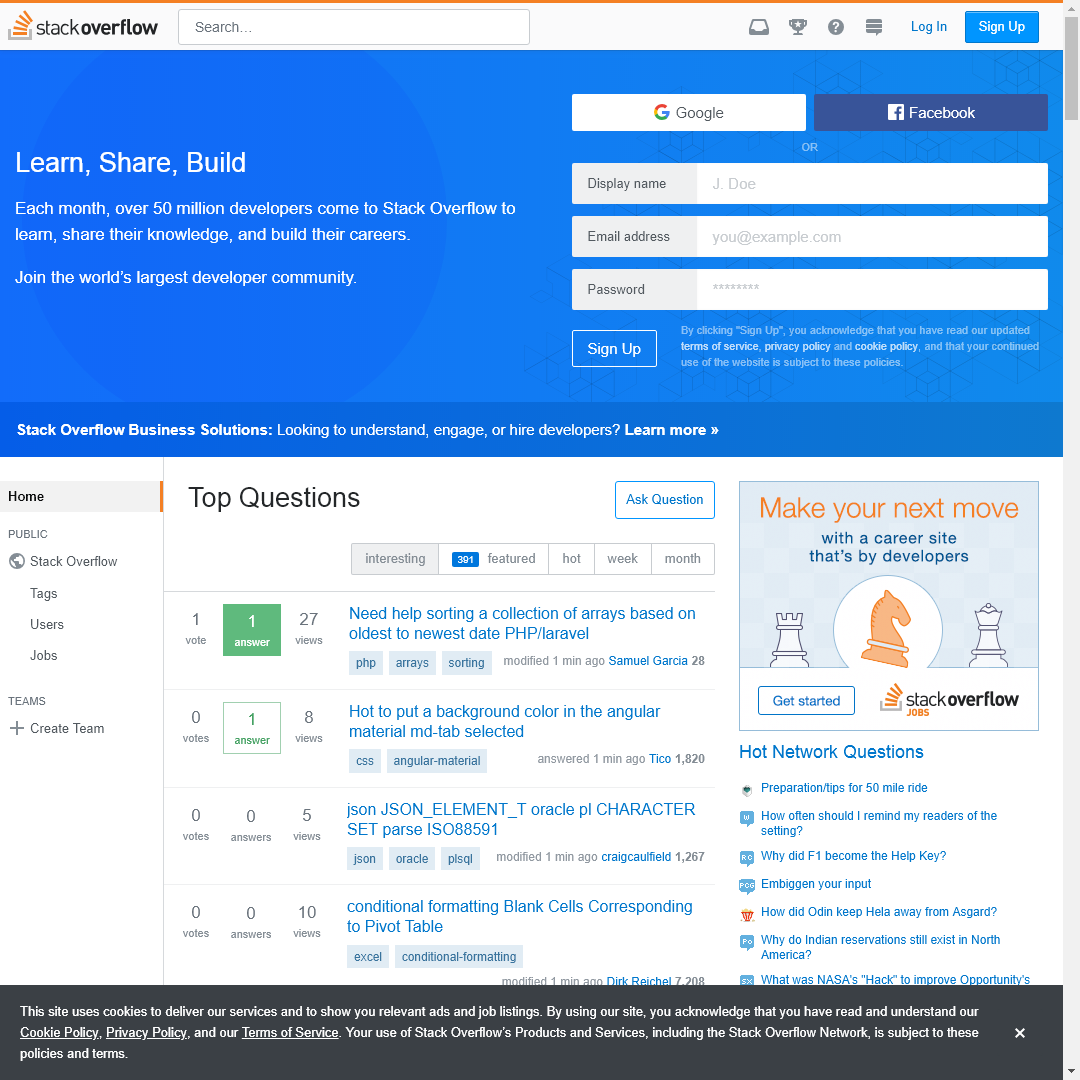 stackoverflow
Search…
Log In
Sign Up
Google
Facebook
OR
Learn, Share, Build
Each month, over 50 million developers come to Stack Overflow to
learn, share their knowledge, and build their careers.
Join the world’s largest developer community.
Display name
J. Doe
Email address
you@example.com
Password
********
Sign Up
By clicking "Sign Up", you acknowledge that you have read our updated
terms of service, privacy policy and cookie policy, and that your continued
use of the website is subject to these policies.
Stack Overflow Business Solutions: Looking to understand, engage, or hire developers? Learn more »
Home
PUBLIC
Stack Overflow
Tags
Users
Jobs
TEAMS
Create Team
Top Questions
Ask Question
interesting
391 featured
hot
week
month
1 vote
1 answer
27 views
Need help sorting a collection of arrays based on
oldest to newest date PHP/laravel
php arrays sorting
modified 1 min ago Samuel Garcia 28
0 votes
1 answer
8 views
Hot to put a background color in the angular
material md-tab selected
css angular-material
answered 1 min ago Tico 1,820
0 votes
0 answers
5 views
json JSON_ELEMENT_T oracle pl CHARACTER
SET parse ISO88591
json oracle plsql
modified 1 min ago craigcaulfield 1,267
0 votes
0 answers
10 views
conditional formatting Blank Cells Corresponding
to Pivot Table
excel conditional-formatting
modified 1 min ago Dirk Reichel 7,208
Make your next move
with a career site
that’s by developers
Get started
stackoverflow
JOBS
Hot Network Questions
Preparation/tips for 50 mile ride
W
How often should I remind my readers of the
setting?
RC
Why did F1 become the Help Key?
PCG
Embiggen your input
How did Odin keep Hela away from Asgard?
Po
Why do Indian reservations still exist in North
America?
SX
What was NASA's "Hack" to improve Opportunity's
This site uses cookies to deliver our services and to show you relevant ads and job listings. By using our site, you acknowledge that you have read and understand our
Cookie Policy, Privacy Policy, and our Terms of Service. Your use of Stack Overflow’s Products and Services, including the Stack Overflow Network, is subject to these
policies and terms.